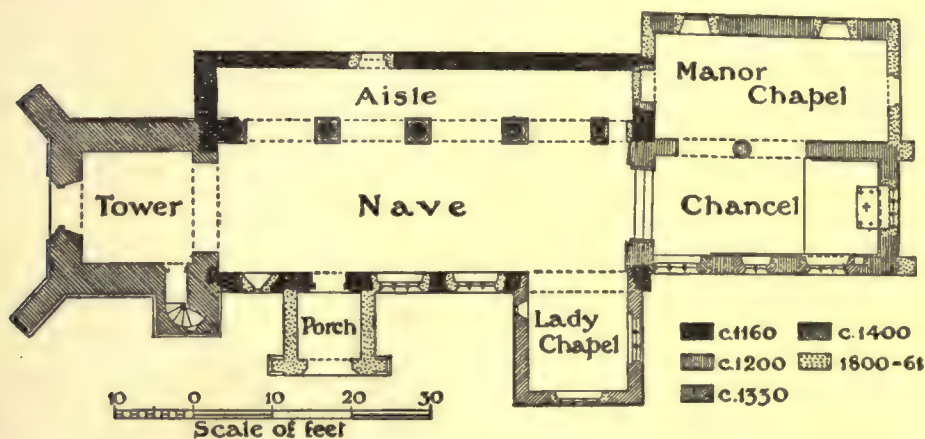 Manor
Chapel
Aisle
Tower
Nave
Chancel
Porch
Lady
Chapel
c.1160
c.1400
c.1200
1800-61
c.1350
10 0 10 20 30
Scale of feet